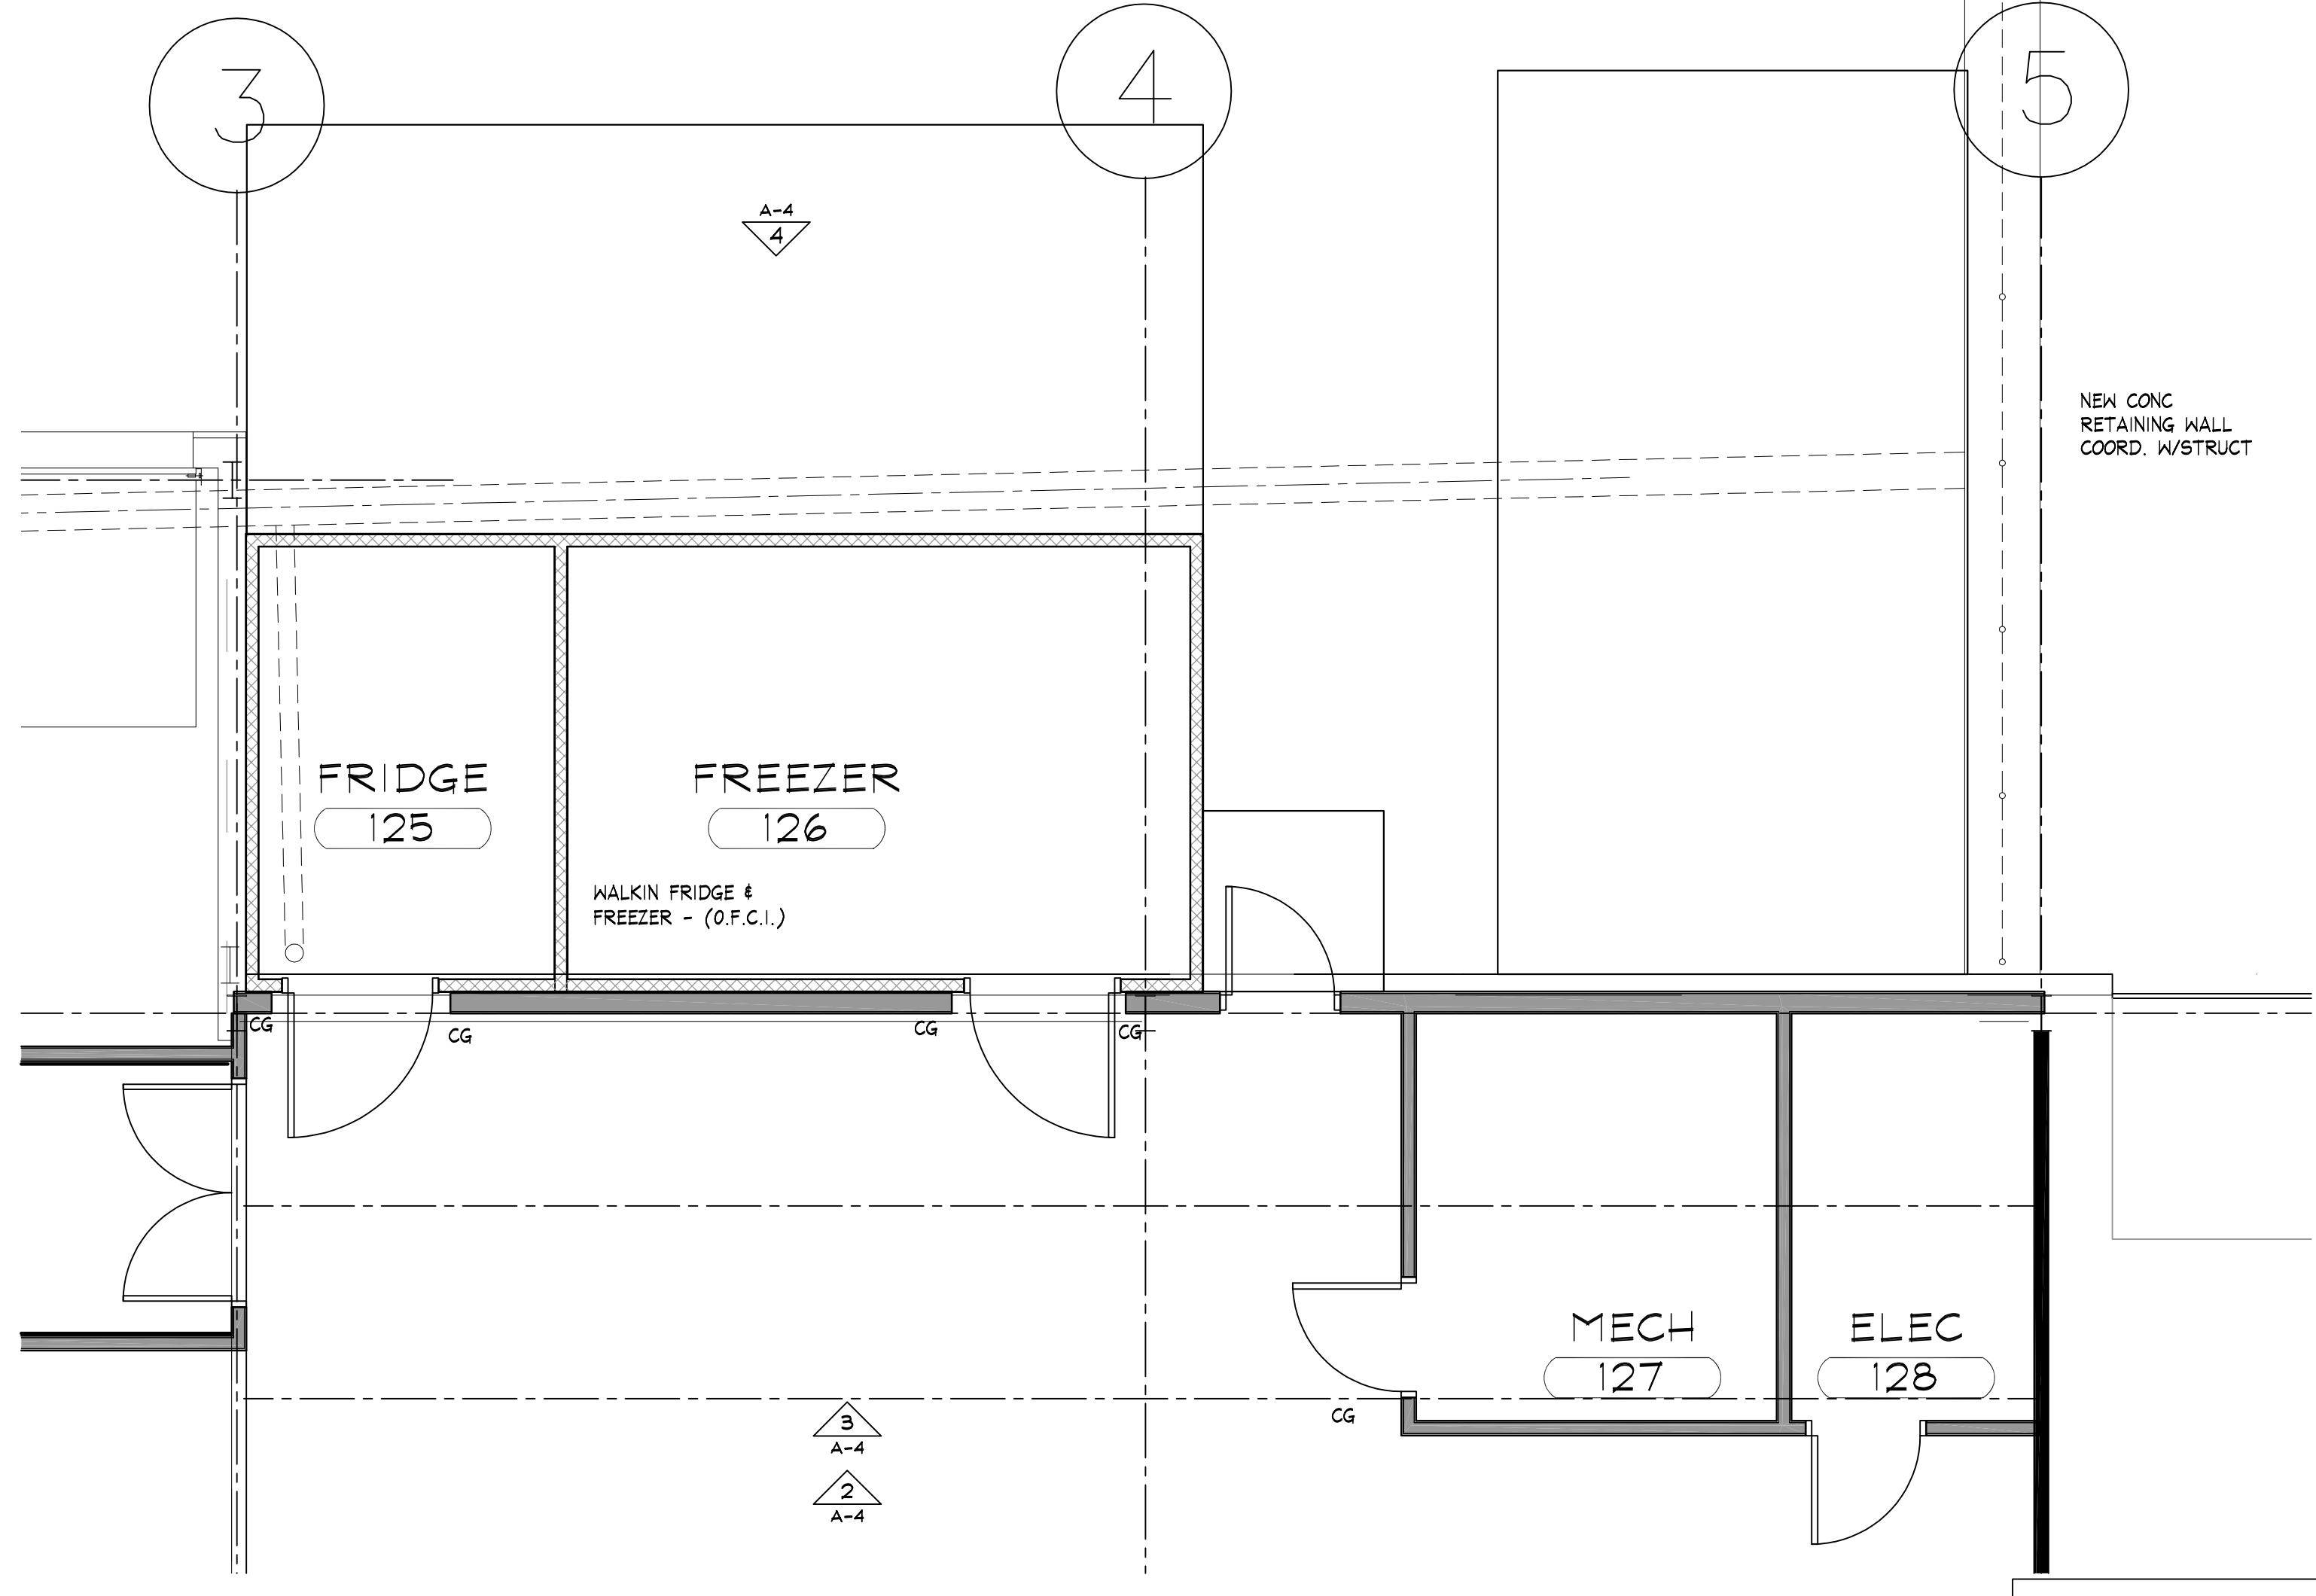 3
4
5
A-4
4
NEW CONC
RETAINING WALL
COORD. W/STRUCT
FRIDGE
125
FREEZER
126
WALKIN FRIDGE &
FREEZER - (O.F.C.I.)
CG
CG
CG
CG
MECH
127
ELEC
128
CG
3
A-4
2
A-4